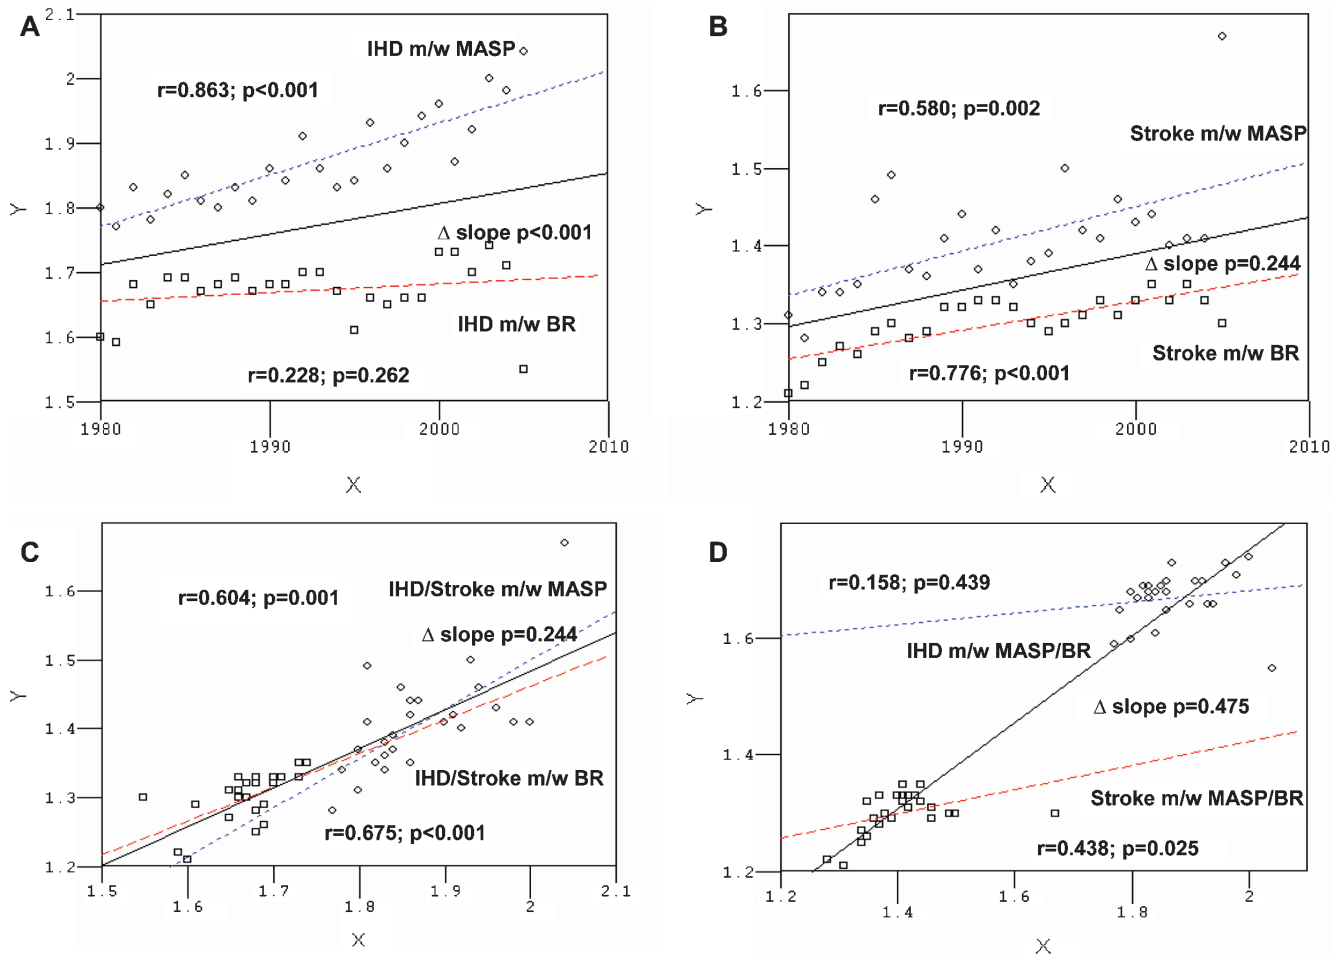 A
IHD m/w MASP
r=0.863; p<0.001
Δ slope p<0.001
IHD m/w BR
r=0.228; p=0.262
2.1
2
1.9
1.8
1.7
1.6
1.5
Y
1980
1990
2000
2010
X
B
r=0.580; p=0.002
Stroke m/w MASP
Δ slope p=0.244
Stroke m/w BR
r=0.776; p<0.001
1.6
1.5
1.4
1.3
1.2
Y
1980
1990
2000
2010
X
C
IHD/Stroke m/w MASP
r=0.604; p=0.001
Δ slope p=0.244
IHD/Stroke m/w BR
r=0.675; p<0.001
1.6
1.5
1.4
1.3
1.2
Y
1.5
1.6
1.7
1.8
1.9
2
2.1
X
D
r=0.158; p=0.439
IHD m/w MASP/BR
Δ slope p=0.475
Stroke m/w MASP/BR
r=0.438; p=0.025
1.6
1.4
1.2
Y
1.2
1.4
1.6
1.8
2
X